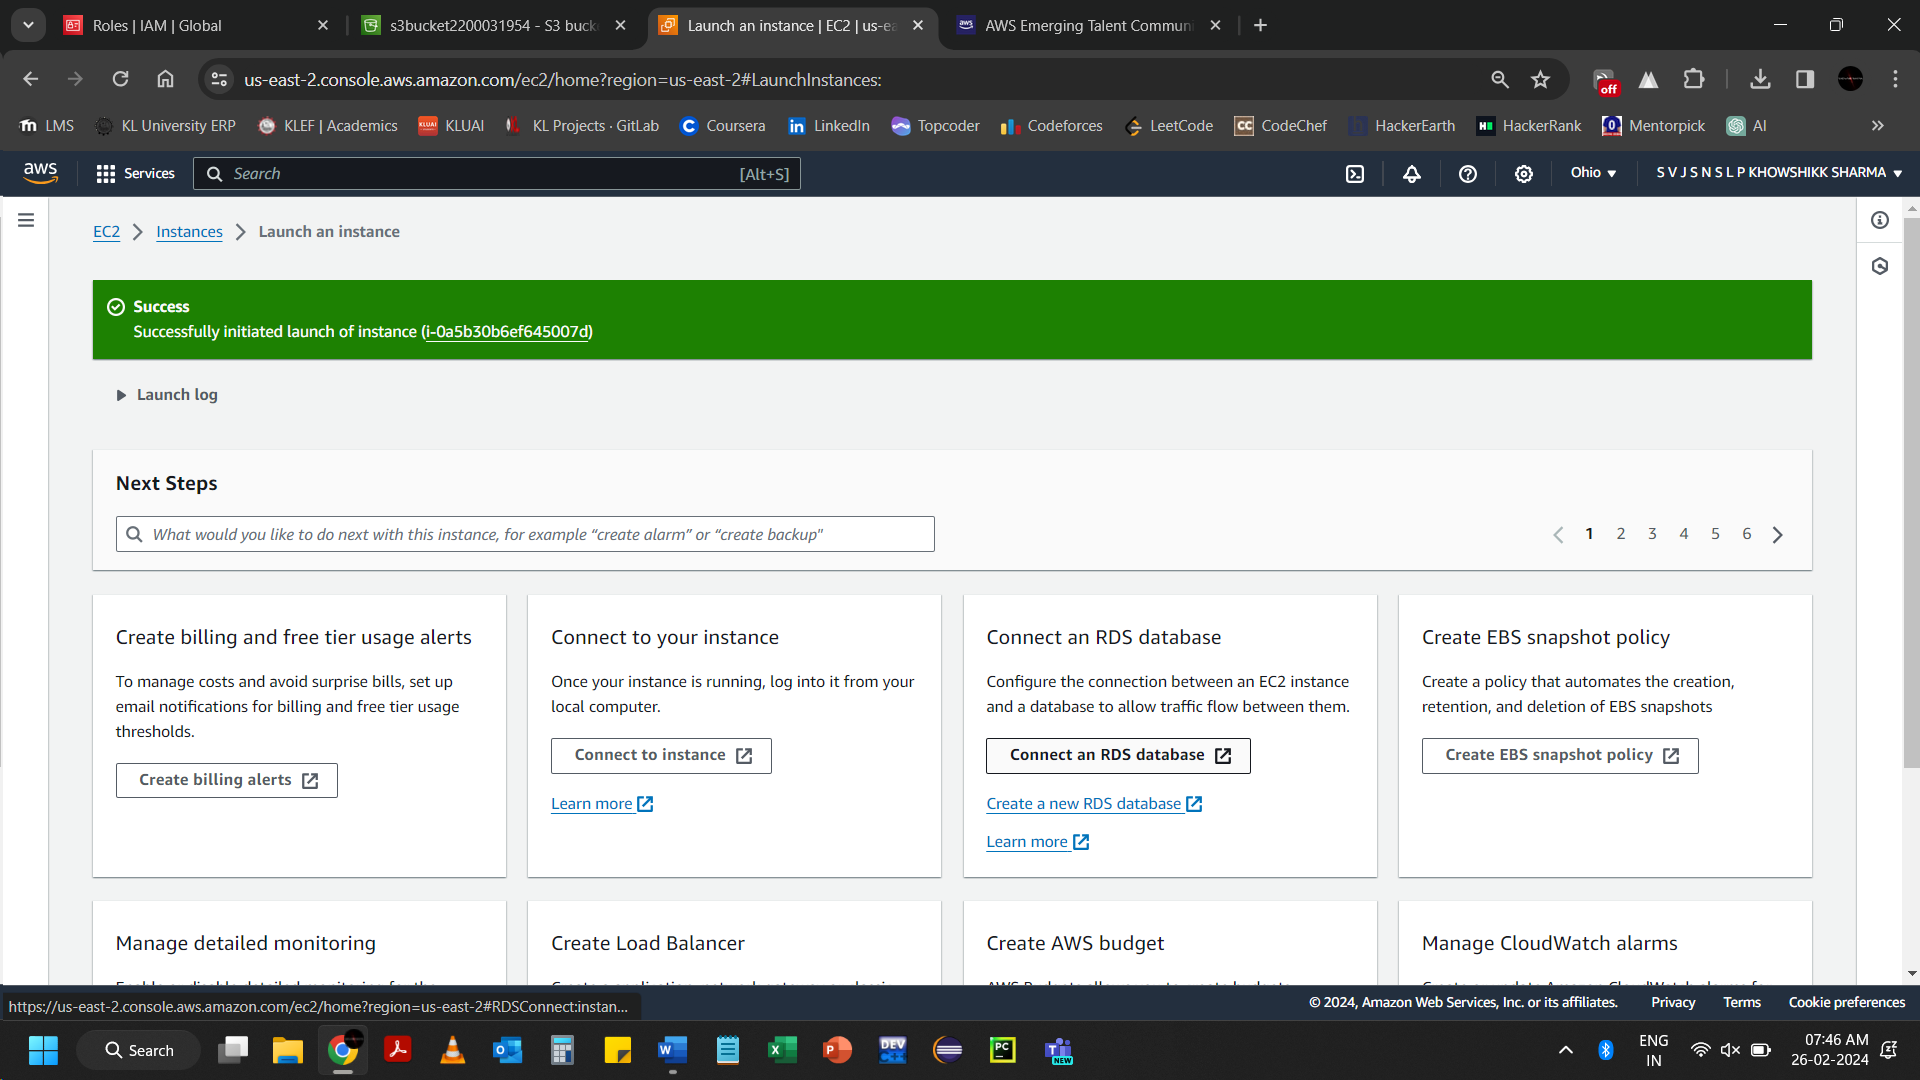 Roles | IAM | Global
s3bucket2200031954 - S3 buck
Launch an instance | EC2 | us-ea
AWS Emerging Talent Communi
us-east-2.console.aws.amazon.com/ec2/home?region=us-east-2#LaunchInstances:
off
LMS
KL University ERP
KLEF | Academics
KLUAI
KL Projects · GitLab
Coursera
LinkedIn
Topcoder
Codeforces
LeetCode
CodeChef
HackerEarth
HackerRank
Mentorpick
AI
aws
Services
Search
[Alt+S]
Ohio
S V J S N S L P KHOWSHIKK SHARMA
EC2
Instances
Launch an instance
Success
Successfully initiated launch of instance (i-0a5b30b6ef645007d)
Launch log
Next Steps
What would you like to do next with this instance, for example “create alarm” or “create backup"
1 2 3 4 5 6
Create billing and free tier usage alerts
To manage costs and avoid surprise bills, set up
email notifications for billing and free tier usage
thresholds.
Create billing alerts
Connect to your instance
Once your instance is running, log into it from your
local computer.
Connect to instance
Learn more
Connect an RDS database
Configure the connection between an EC2 instance
and a database to allow traffic flow between them.
Connect an RDS database
Create a new RDS database
Learn more
Create EBS snapshot policy
Create a policy that automates the creation,
retention, and deletion of EBS snapshots
Create EBS snapshot policy
Manage detailed monitoring
Create Load Balancer
Create AWS budget
Manage CloudWatch alarms
https://us-east-2.console.aws.amazon.com/ec2/home?region=us-east-2#RDSConnect:instan...
© 2024, Amazon Web Services, Inc. or its affiliates.
Privacy
Terms
Cookie preferences
Search
ENG
IN
07:46 AM
26-02-2024